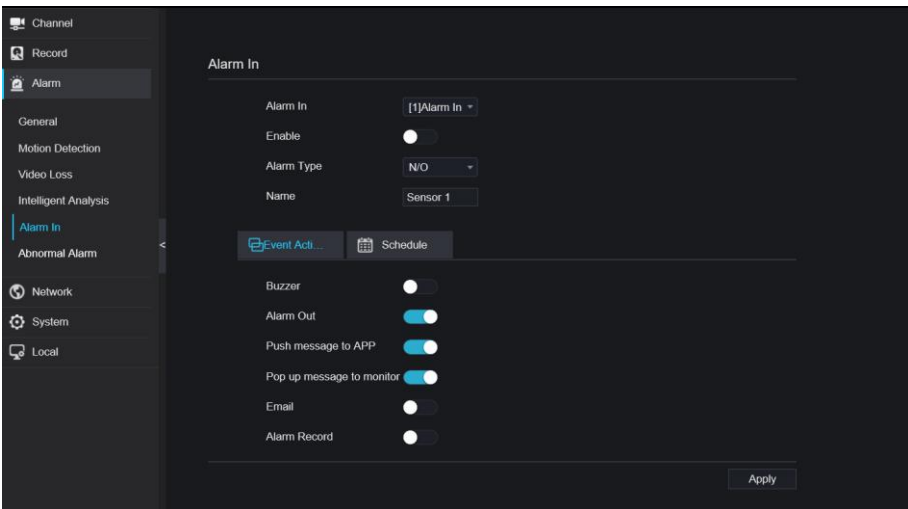 Channel
Record
Alarm
General
Motion Detection
Video Loss
Intelligent Analysis
Alarm In
Abnormal Alarm
Network
System
Local
<
Alarm In
Alarm In [1]Alarm In
Enable
Alarm Type N/O
Name Sensor 1
Event Acti... Schedule
Buzzer
Alarm Out
Push message to APP
Pop up message to monitor
Email
Alarm Record
Apply